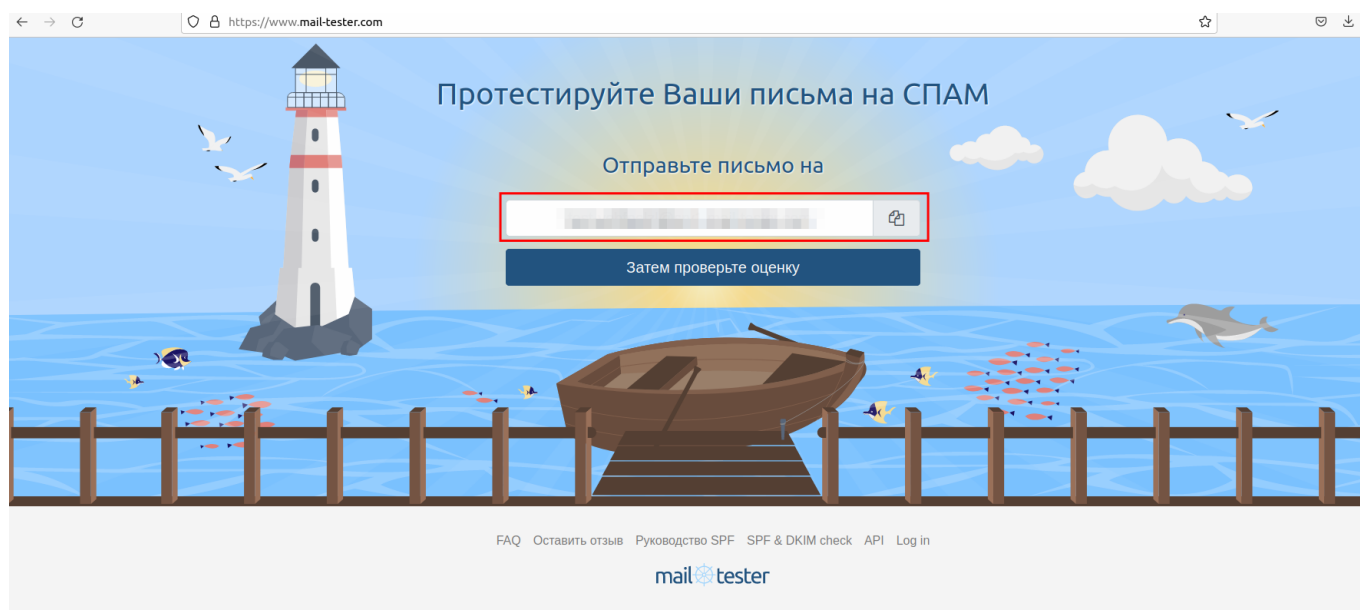 https://www.mail-tester.com
Протестируйте Ваши письма на СПАМ
Отправьте письмо на
Затем проверьте оценку
FAQ Оставить отзыв Руководство SPF SPF & DKIM check API Log in
mail tester